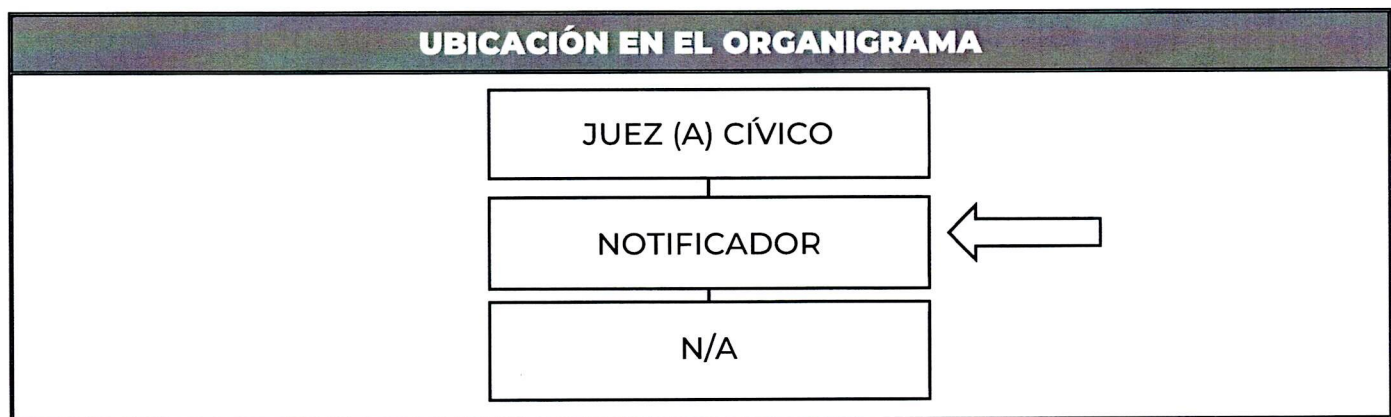 UBICACIÓN EN EL ORGANIGRAMA
JUEZ (A) CÍVICO
NOTIFICADOR
N/A